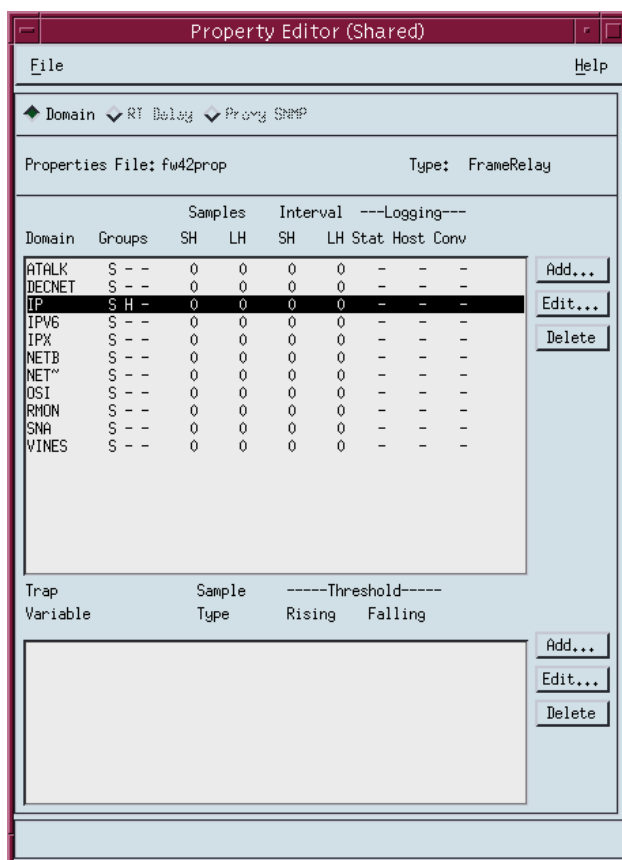 Property Editor (Shared)
File Help
Domain RT Delay Proxy SNMP
Properties File: fw42prop Type: FrameRelay
Samples Interval ---Logging---
Domain Groups SH LH SH LH Stat Host Conv
ATALK S - - 0 0 0 0 - - -
DECNET S - - 0 0 0 0 - - -
IP S H - 0 0 0 0 - - -
IPV6 S - - 0 0 0 0 - - -
IPX S - - 0 0 0 0 - - -
NETB S - - 0 0 0 0 - - -
NET~ S - - 0 0 0 0 - - -
OSI S - - 0 0 0 0 - - -
RMON S - - 0 0 0 0 - - -
SNA S - - 0 0 0 0 - - -
VINES S - - 0 0 0 0 - - -
Add...
Edit...
Delete
Trap Sample -----Threshold-----
Variable Type Rising Falling
Add...
Edit...
Delete